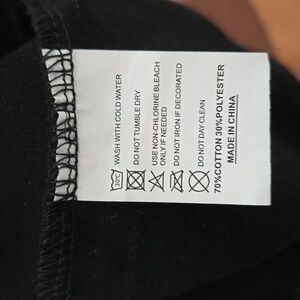 WASH WITH COLD WATER
DO NOT TUMBLE DRY
USE NON-CHLORINE BLEACH
ONLY IF NEEDED
DO NOT IRON IF DECORATED
DO NOT DAY CLEAN
70%COTTON 30%POLYESTER
MADE IN CHINA